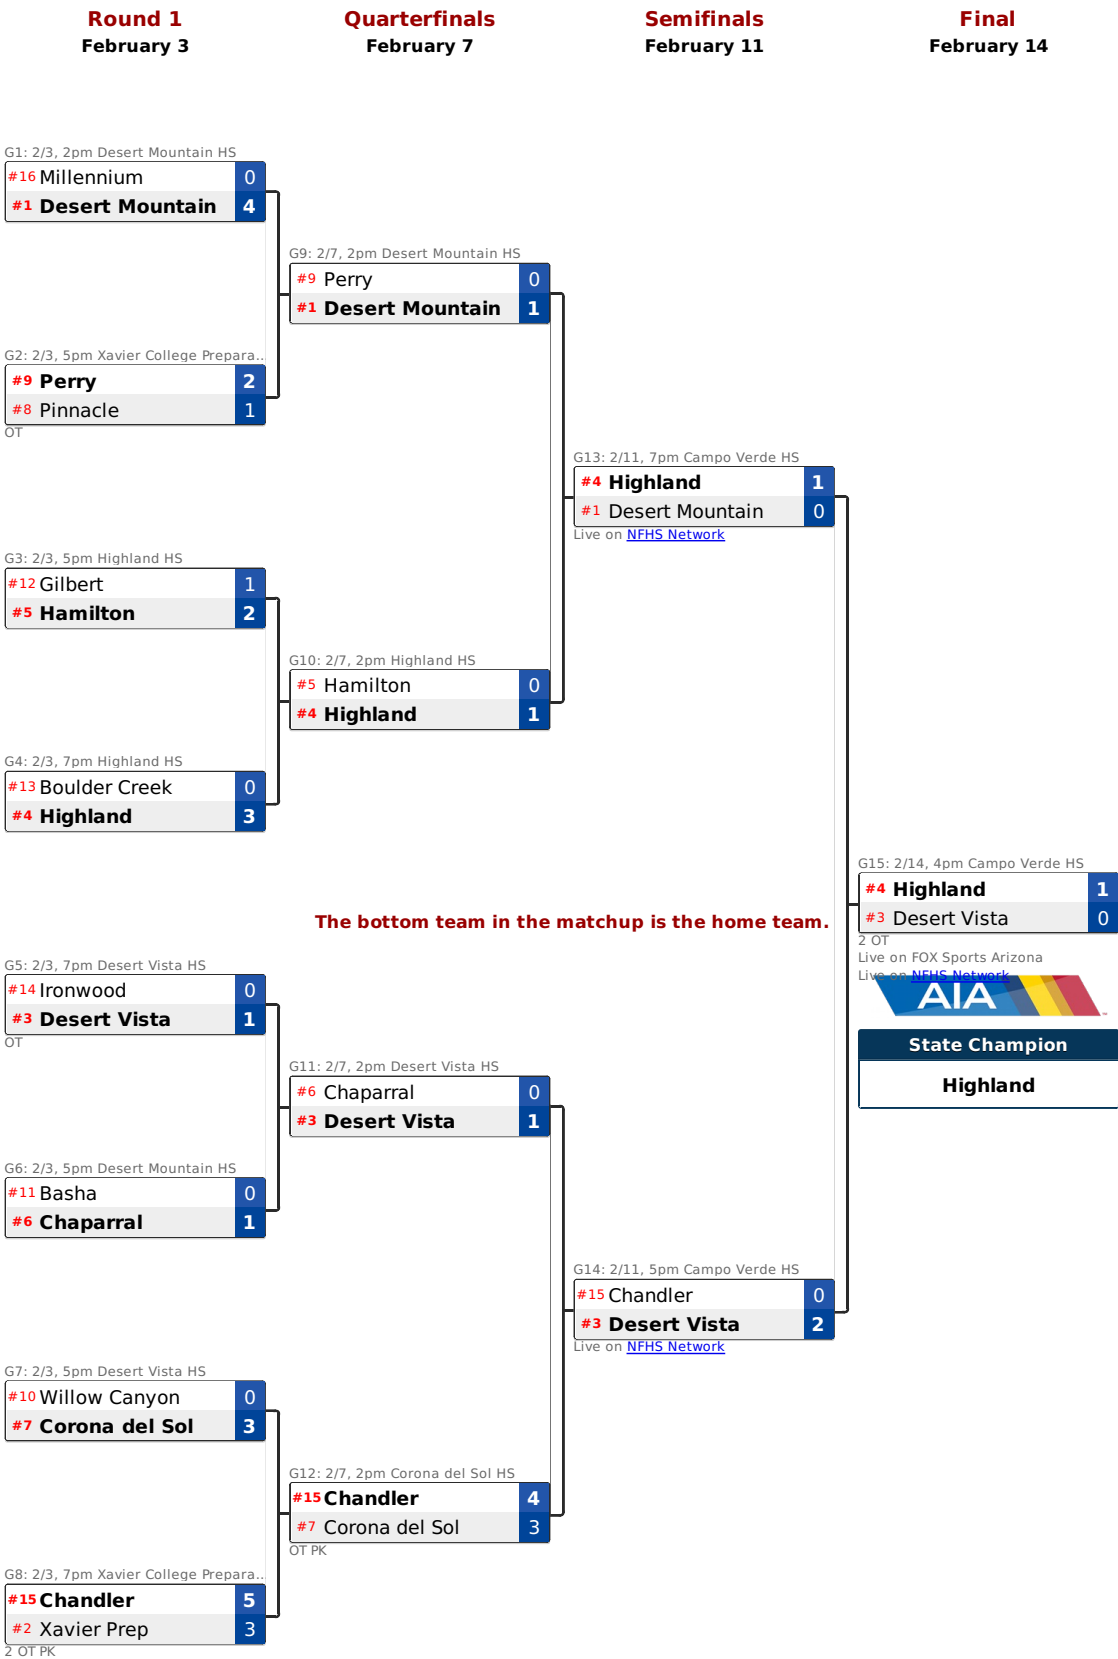 Round 1
February 3
Quarterfinals
February 7
Semifinals
February 11
Final
February 14
G1: 2/3, 2pm Desert Mountain HS
#16 Millennium 0
#1 Desert Mountain 4
G2: 2/3, 5pm Xavier College Prepara..
#9 Perry 2
#8 Pinnacle 1
OT
G3: 2/3, 5pm Highland HS
#12 Gilbert 1
#5 Hamilton 2
G4: 2/3, 7pm Highland HS
#13 Boulder Creek 0
#4 Highland 3
G5: 2/3, 7pm Desert Vista HS
#14 Ironwood 0
#3 Desert Vista 1
OT
G6: 2/3, 5pm Desert Mountain HS
#11 Basha 0
#6 Chaparral 1
G7: 2/3, 5pm Desert Vista HS
#10 Willow Canyon 0
#7 Corona del Sol 3
G8: 2/3, 7pm Xavier College Prepara..
#15 Chandler 5
#2 Xavier Prep 3
2 OT PK
G9: 2/7, 2pm Desert Mountain HS
#9 Perry 0
#1 Desert Mountain 1
G10: 2/7, 2pm Highland HS
#5 Hamilton 0
#4 Highland 1
G11: 2/7, 2pm Desert Vista HS
#6 Chaparral 0
#3 Desert Vista 1
G12: 2/7, 2pm Corona del Sol HS
#15 Chandler 4
#7 Corona del Sol 3
OT PK
G13: 2/11, 7pm Campo Verde HS
#4 Highland 1
#1 Desert Mountain 0
Live on NFHS Network
The bottom team in the matchup is the home team.
G14: 2/11, 5pm Campo Verde HS
#15 Chandler 0
#3 Desert Vista 2
Live on NFHS Network
G15: 2/14, 4pm Campo Verde HS
#4 Highland 1
#3 Desert Vista 0
2 OT
Live on FOX Sports Arizona
Live on NFHS Network
AIA
State Champion
Highland